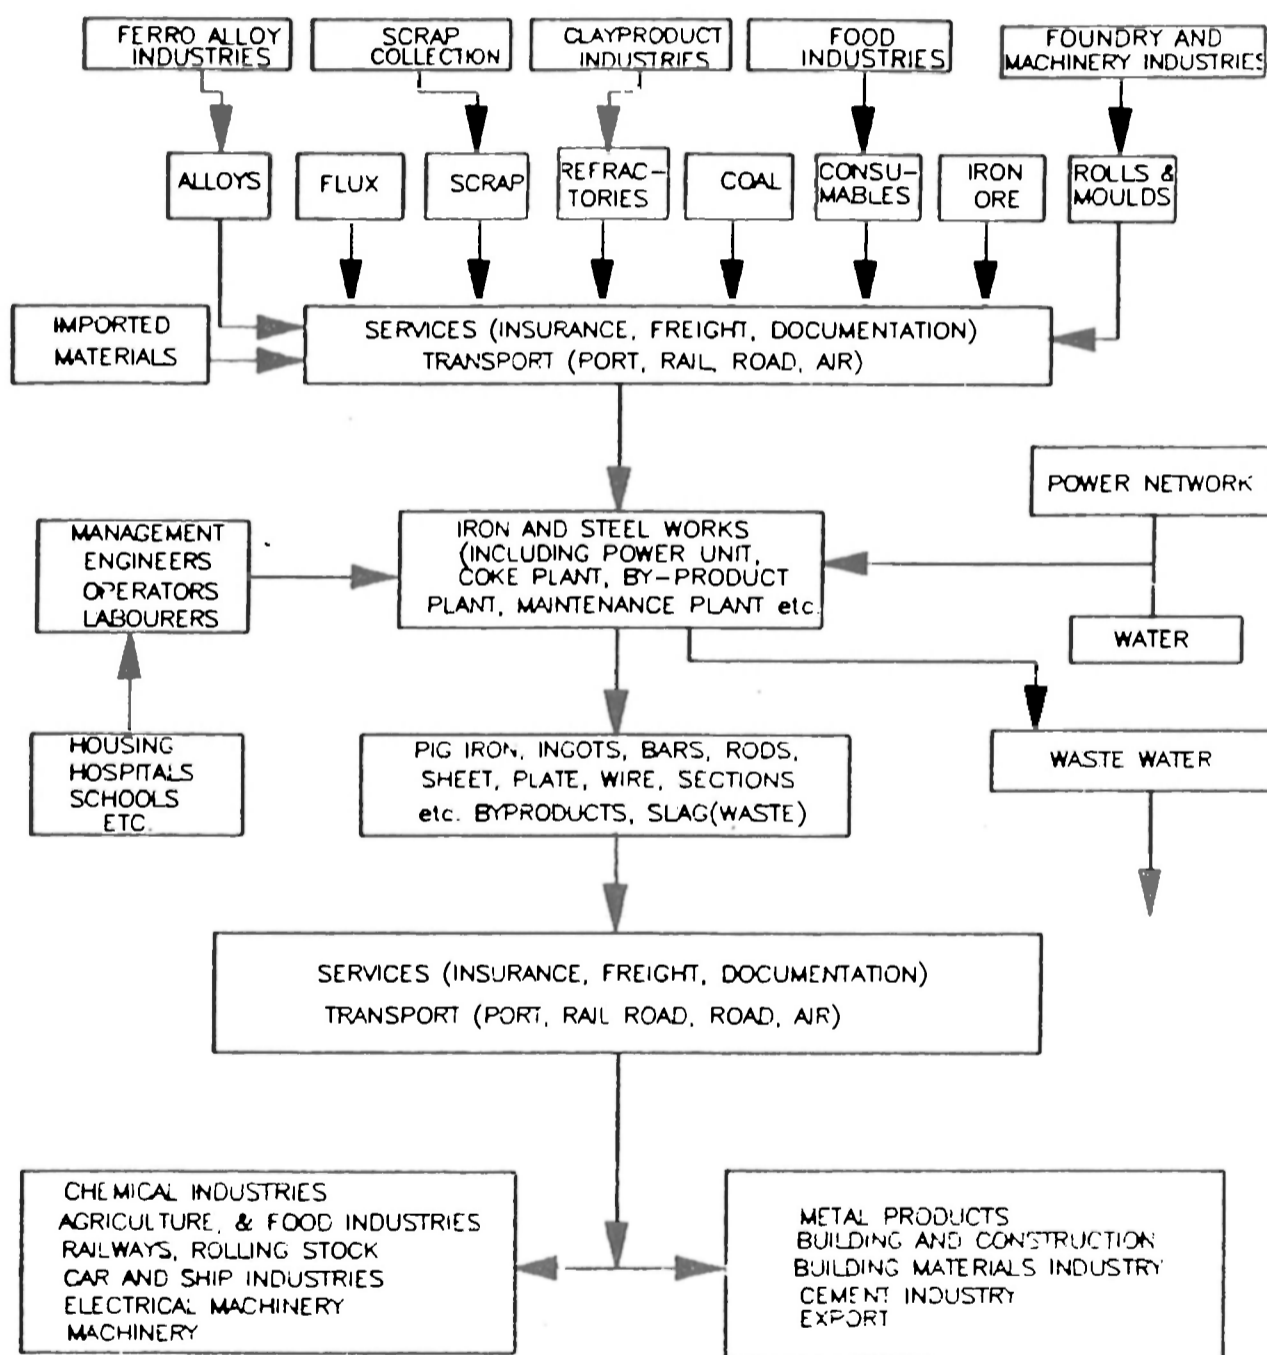 FERRO ALLOY
INDUSTRIES
SCRAP
COLLECTION
CLAYPRODUCT
INDUSTRIES
FOOD
INDUSTRIES
FOUNDRY AND
MACHINERY INDUSTRIES
ALLOYS
FLUX
SCRAP
REFRAC-
TORIES
COAL
CONSU-
MABLES
IRON
ORE
ROLLS &
MOULDS
IMPORTED
MATERIALS
SERVICES (INSURANCE, FREIGHT, DOCUMENTATION)
TRANSPORT (PORT, RAIL, ROAD, AIR)
POWER NETWORK
MANAGEMENT
ENGINEERS
OPERATORS
LABOURERS
IRON AND STEEL WORKS
(INCLUDING POWER UNIT,
COKE PLANT, BY-PRODUCT
PLANT, MAINTENANCE PLANT etc.
WATER
HOUSING
HOSPITALS
SCHOOLS
ETC.
PIG IRON, INGOTS, BARS, RODS,
SHEET, PLATE, WIRE, SECTIONS
etc. BYPRODUCTS, SLAG(WASTE)
WASTE WATER
SERVICES (INSURANCE, FREIGHT, DOCUMENTATION)
TRANSPORT (PORT, RAIL ROAD, ROAD, AIR)
CHEMICAL INDUSTRIES
AGRICULTURE, & FOOD INDUSTRIES
RAILWAYS, ROLLING STOCK
CAR AND SHIP INDUSTRIES
ELECTRICAL MACHINERY
MACHINERY
METAL PRODUCTS
BUILDING AND CONSTRUCTION
BUILDING MATERIALS INDUSTRY
CEMENT INDUSTRY
EXPORT